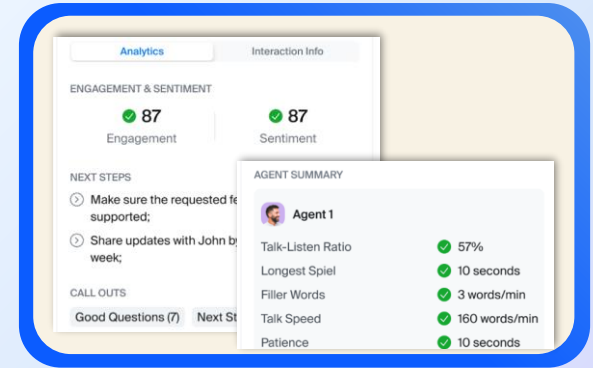 Analytics
Interaction Info
ENGAGEMENT & SENTIMENT
87
Engagement
87
Sentiment
NEXT STEPS
Make sure the requested
supported;
Share updates with John
week;
CALL OUTS
Good Questions (7)
Next
AGENT SUMMARY
Agent 1
Talk-Listen Ratio 57%
Longest Spiel 10 seconds
Filler Words 3 words/min
Talk Speed 160 words/min
Patience 10 seconds